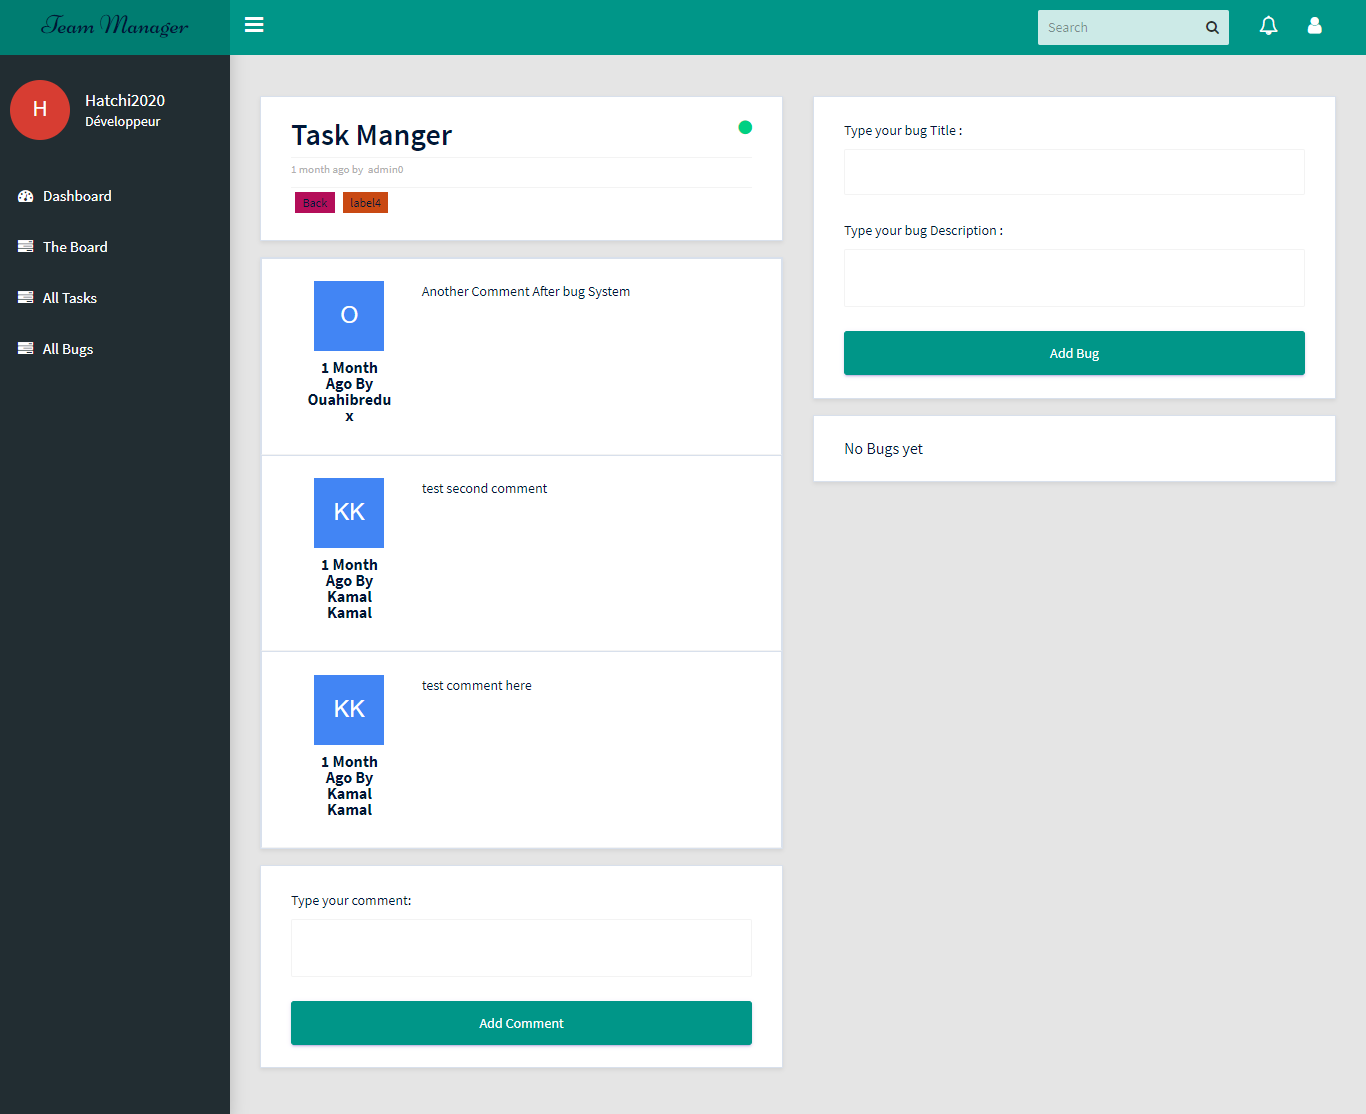 Team Manager
Search
H
Hatchi2020
Développeur
Dashboard
The Board
All Tasks
All Bugs
Task Manger
1 month ago by admin0
Back label4
O
1 Month
Ago By
Ouahibredu
x
Another Comment After bug System
KK
1 Month
Ago By
Kamal
Kamal
test second comment
KK
1 Month
Ago By
Kamal
Kamal
test comment here
Type your comment:
Add Comment
Type your bug Title :
Type your bug Description :
Add Bug
No Bugs yet